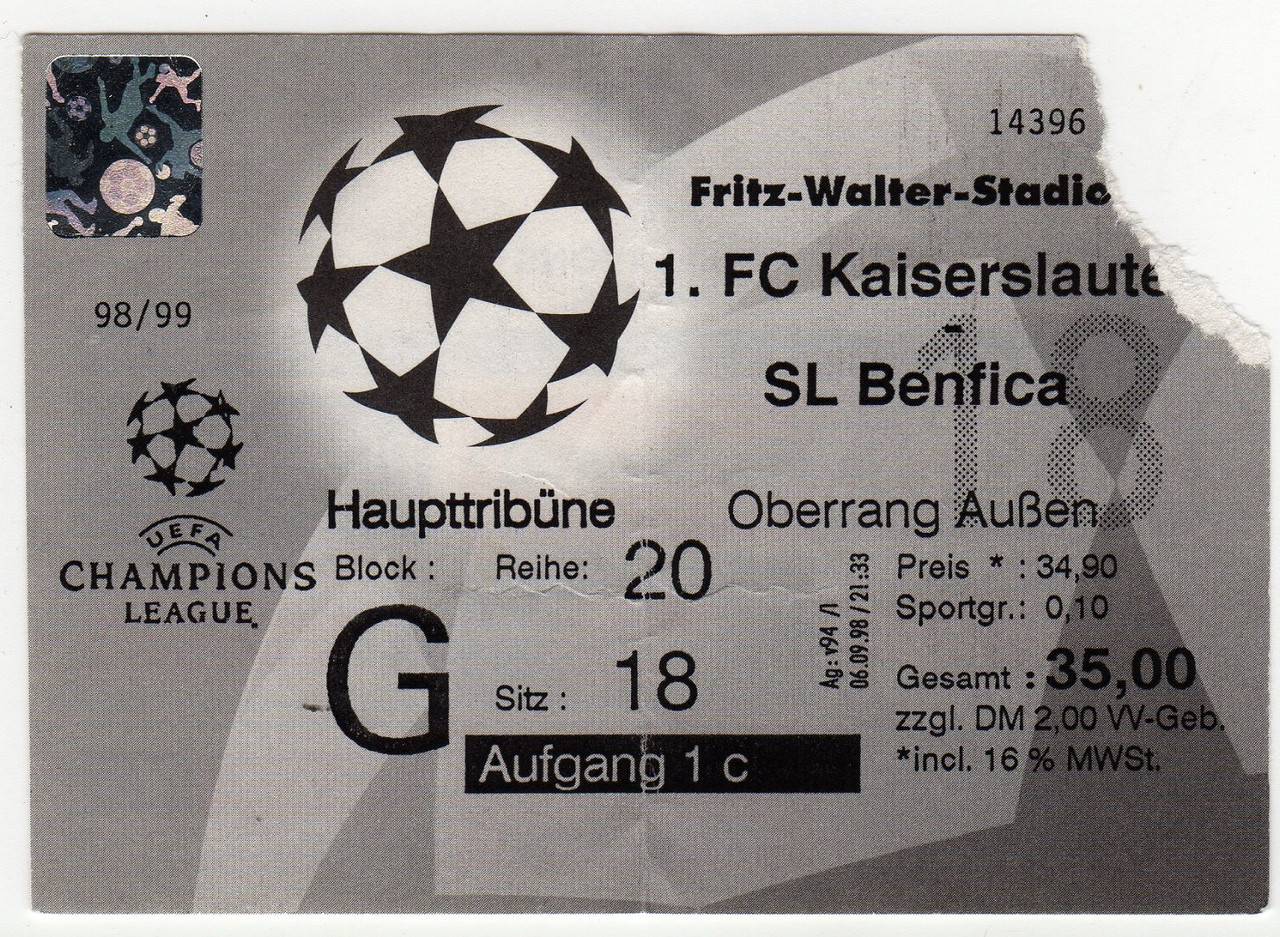 14396
Fritz-Walter-Stadio
1. FC Kaiserslaute
-
SL Benfica
18
98/99
UEFA
CHAMPIONS
LEAGUE
Haupttribüne
Oberrang Außen
Block :
Reihe: 20
G
Sitz : 18
Aufgang 1 c
Ag: v94 /1
06.09.98 / 21:33
Preis * : 34,90
Sportgr.: 0,10
Gesamt : 35,00
zzgl. DM 2,00 VV-Geb.
*incl. 16 % MWSt.